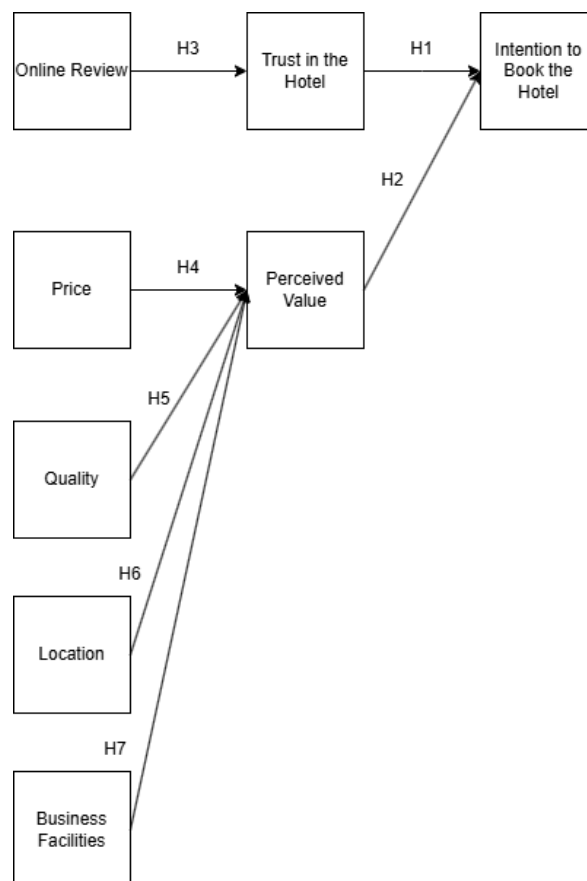 H3
H1
Online Review
Trust in the
Hotel
Intention to
Book the
Hotel
H2
Price
H4
Perceived
Value
H5
Quality
H6
Location
H7
Business
Facilities